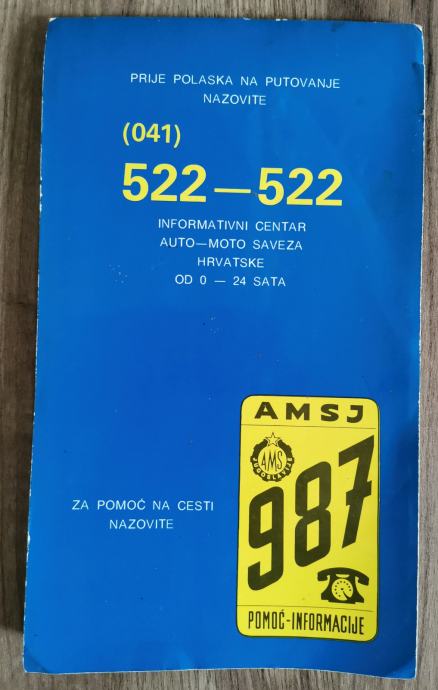 PRIJE POLASKA NA PUTOVANJE
NAZOVITE
(041)
522—522
INFORMATIVNI CENTAR
AUTO—MOTO SAVEZA
HRVATSKE
OD 0 — 24 SATA
AMSJ
AMS
JUGOSLAVIJE
987
ZA POMOĆ NA CESTI
NAZOVITE
POMOĆ-INFORMACIJE